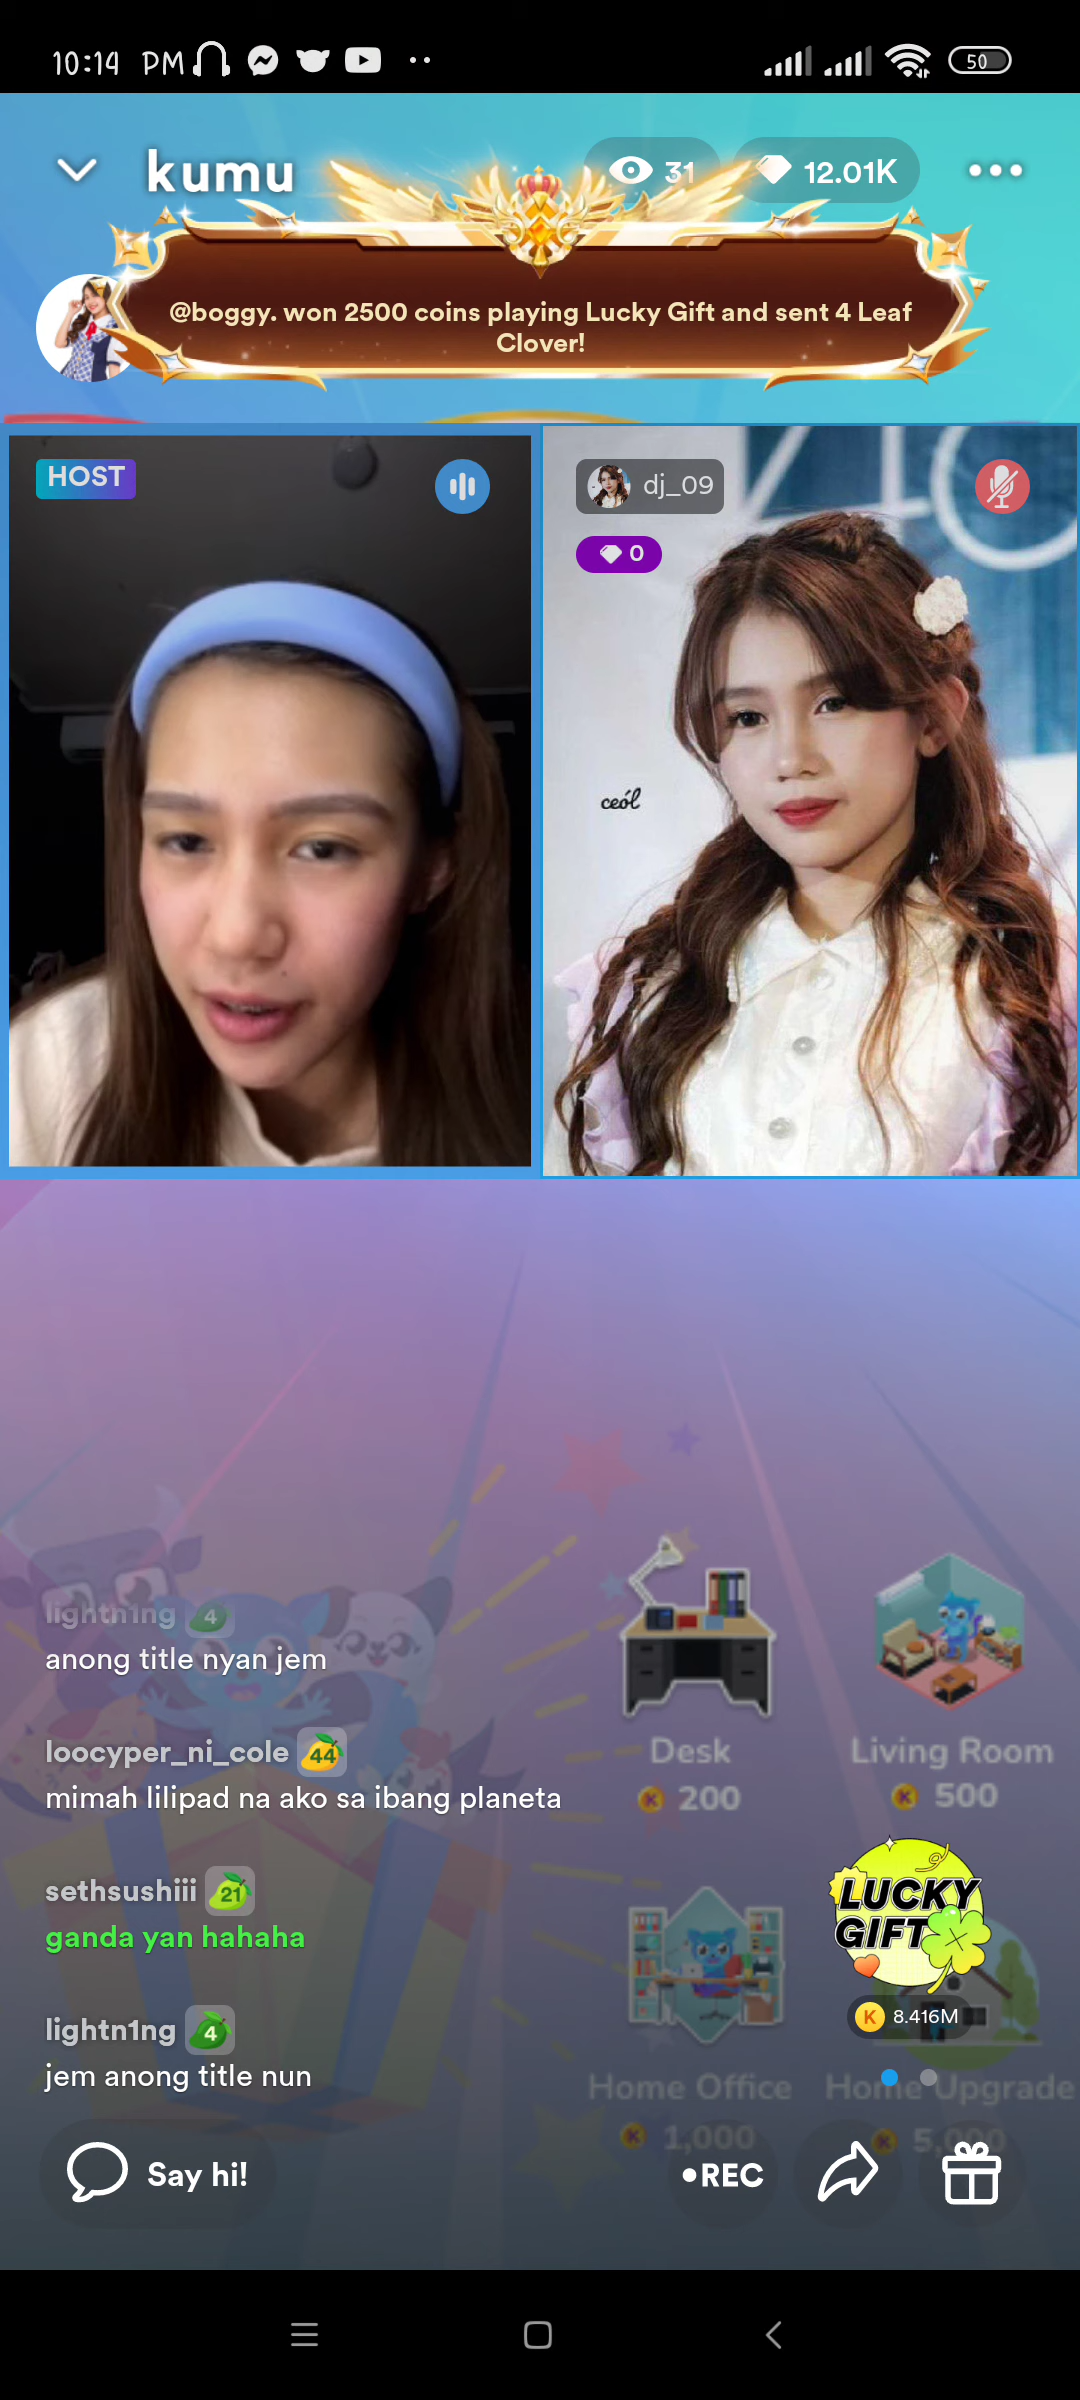 10:14 PM
50
kumu
31
12.01K
@boggy. won 2500 coins playing Lucky Gift and sent 4 Leaf
Clover!
HOST
dj_09
0
ceól
lightn1ng 4
anong title nyan jem
loocyper_ni_cole 44
mimah lilipad na ako sa ibang planeta
sethsushiii 21
ganda yan hahaha
lightn1ng 4
jem anong title nun
Desk
K 200
Living Room
K 500
LUCKY
GIFT
K 8.416M
Home Office
K 1,000
Home Upgrade
K 5,000
Say hi!
REC